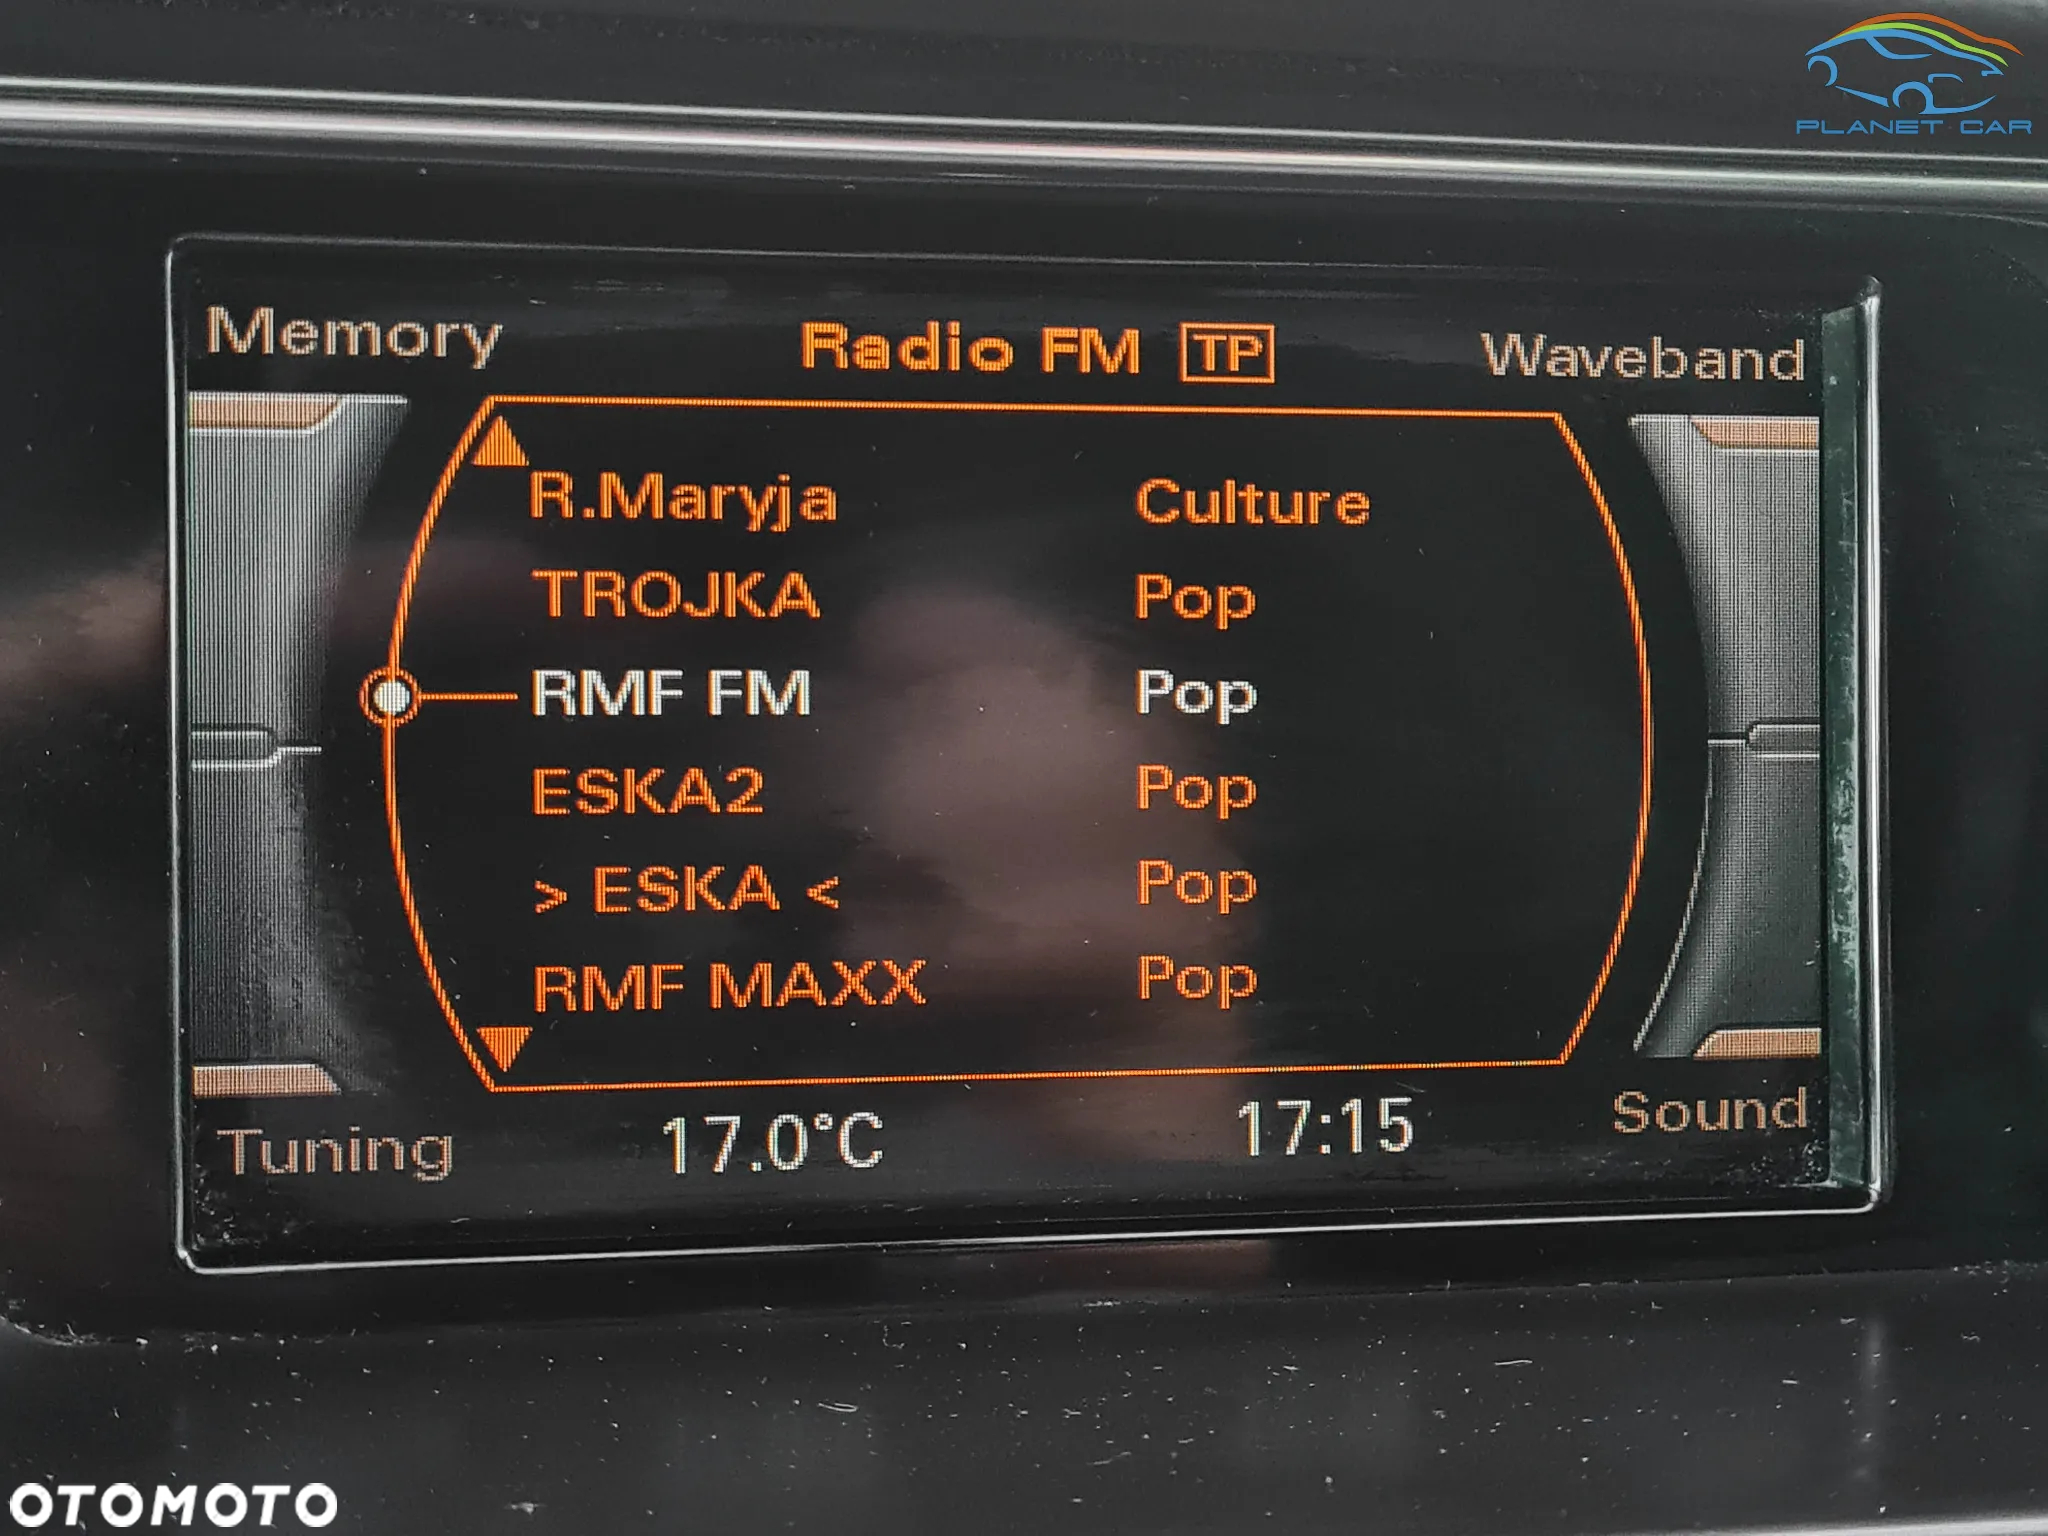 PLANET CAR
Memory
Radio FM TP
Waveband
R.Maryja Culture
TROJKA Pop
RMF FM Pop
ESKA2 Pop
> ESKA < Pop
RMF MAXX Pop
Tuning
17.0°C
17:15
Sound
OTOMOTO